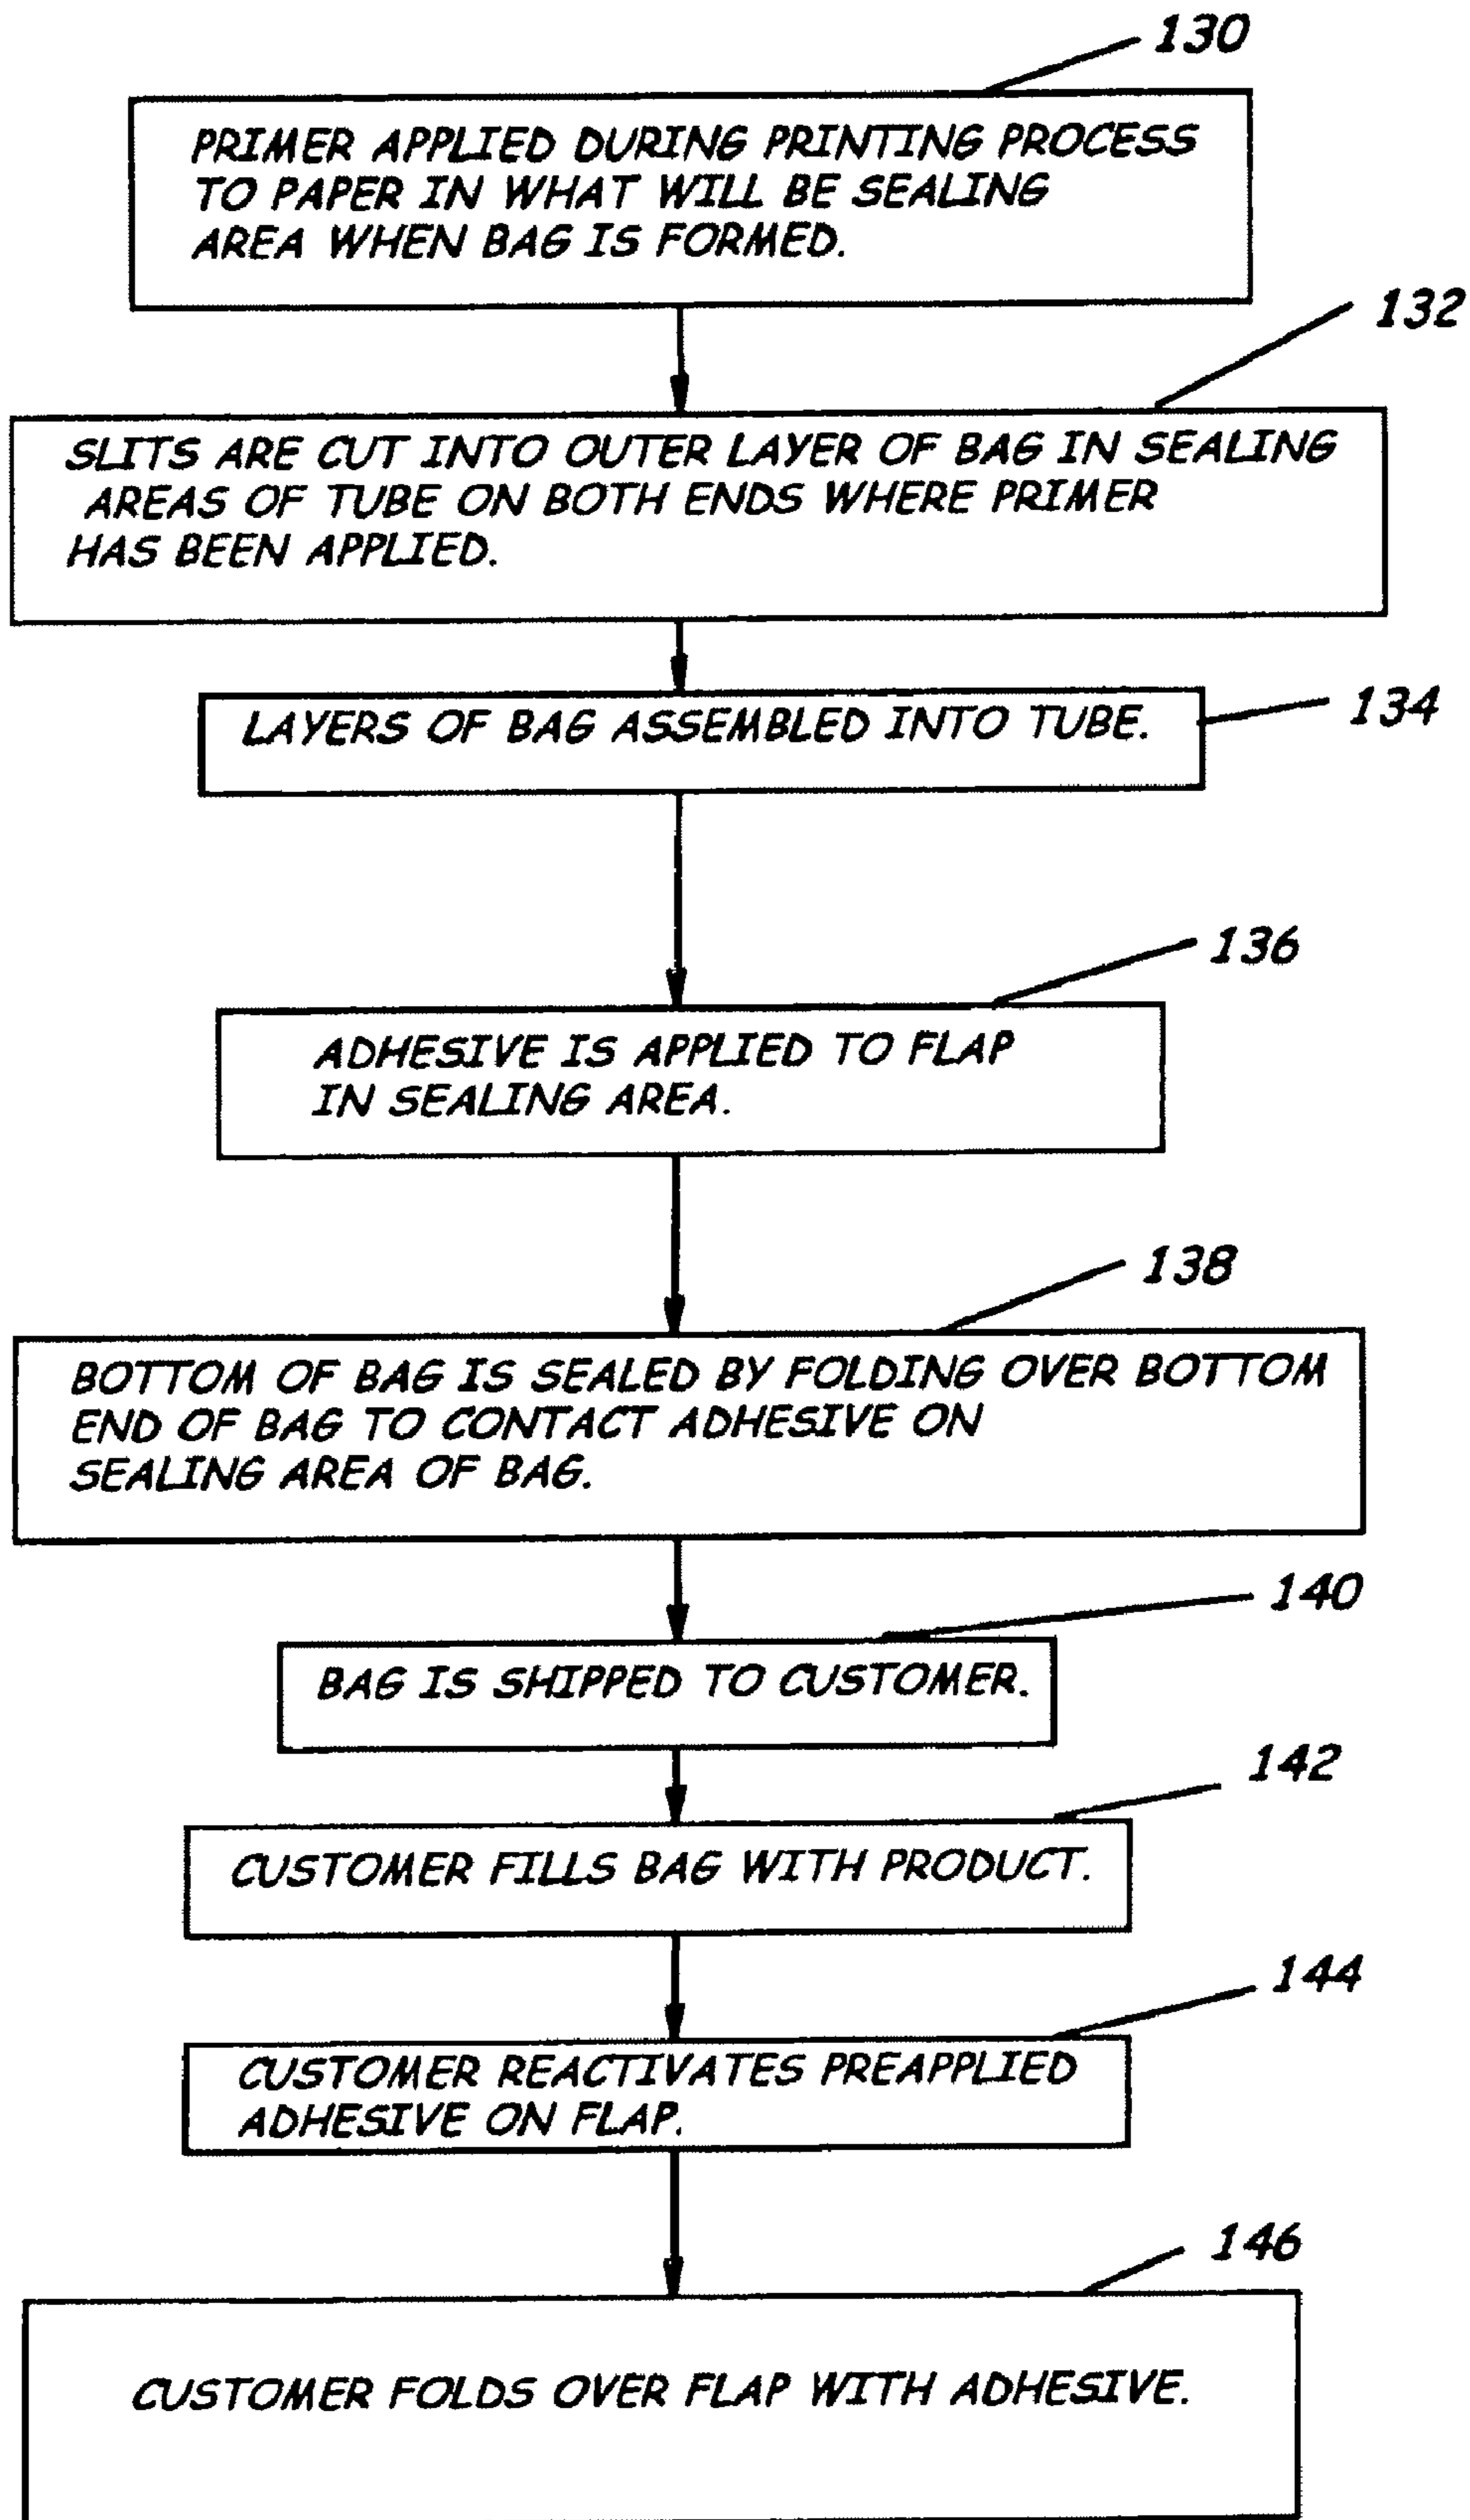 130
PRIMER APPLIED DURING PRINTING PROCESS
TO PAPER IN WHAT WILL BE SEALING
AREA WHEN BAG IS FORMED.
132
SLITS ARE CUT INTO OUTER LAYER OF BAG IN SEALING
AREAS OF TUBE ON BOTH ENDS WHERE PRIMER
HAS BEEN APPLIED.
134
LAYERS OF BAG ASSEMBLED INTO TUBE.
136
ADHESIVE IS APPLIED TO FLAP
IN SEALING AREA.
138
BOTTOM OF BAG IS SEALED BY FOLDING OVER BOTTOM
END OF BAG TO CONTACT ADHESIVE ON
SEALING AREA OF BAG.
140
BAG IS SHIPPED TO CUSTOMER.
142
CUSTOMER FILLS BAG WITH PRODUCT.
144
CUSTOMER REACTIVATES PREAPPLIED
ADHESIVE ON FLAP.
146
CUSTOMER FOLDS OVER FLAP WITH ADHESIVE.